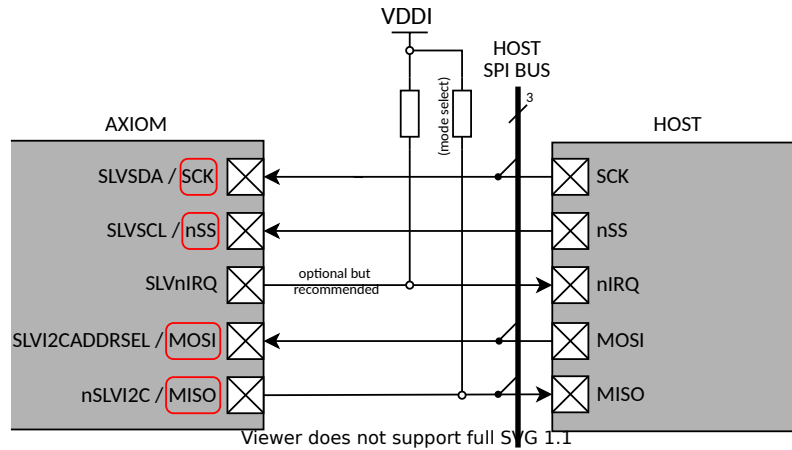 VDDI
HOST
SPI BUS
3
(mode select)
AXIOM
HOST
SLVSDA / SCK
SCK
SLVSCL / nSS
nSS
SLVnIRQ
optional but
recommended
nIRQ
SLVI2CADDRSEL / MOSI
MOSI
nSLVI2C / MISO
MISO
Viewer does not support full SVG 1.1